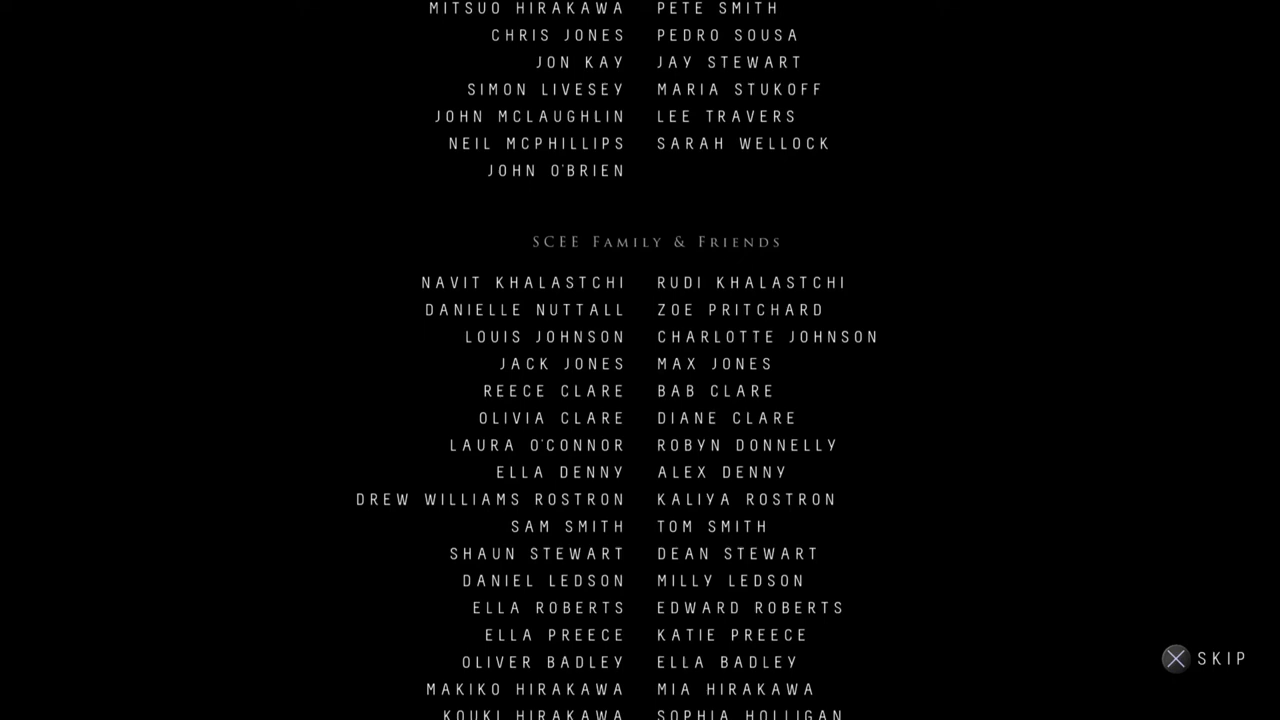 MITSUO HIRAKAWA PETE SMITH
CHRIS JONES PEDRO SOUSA
JON KAY JAY STEWART
SIMON LIVESEY MARIA STUKOFF
JOHN MCLAUGHLIN LEE TRAVERS
NEIL MCPHILLIPS SARAH WELLOCK
JOHN O'BRIEN
SCEE FAMILY & FRIENDS
NAVIT KHALASTCHI RUDI KHALASTCHI
DANIELLE NUTTALL ZOE PRITCHARD
LOUIS JOHNSON CHARLOTTE JOHNSON
JACK JONES MAX JONES
REECE CLARE BAB CLARE
OLIVIA CLARE DIANE CLARE
LAURA O'CONNOR ROBYN DONNELLY
ELLA DENNY ALEX DENNY
DREW WILLIAMS ROSTRON KALIYA ROSTRON
SAM SMITH TOM SMITH
SHAUN STEWART DEAN STEWART
DANIEL LEDSON MILLY LEDSON
ELLA ROBERTS EDWARD ROBERTS
ELLA PREECE KATIE PREECE
OLIVER BADLEY ELLA BADLEY
SKIP
MAKIKO HIRAKAWA MIA HIRAKAWA
KOUKI HIRAKAWA SOPHIA HOLLIGAN